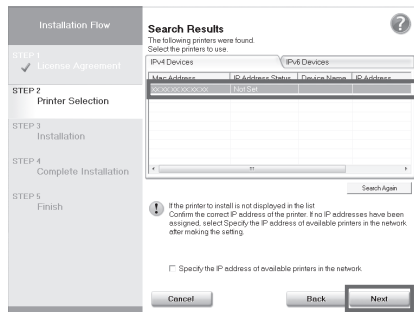 Installation Flow
STEP 1
License Agreement
STEP 2
Printer Selection
STEP 3
Installation
STEP 4
Complete Installation
STEP 5
Finish
Search Results
The following printers were found.
Select the printers to use.
IPv4 Devices
IPv6 Devices
Mac Address IP Address Status Device Name IP Address
XX:XX:XX:XX:XX:XX Not Set
Search Again
If the printer to install is not displayed in the list
Confirm the correct IP address of the printer. If no IP addresses have been
assigned, select Specify the IP address of available printers in the network
after making the setting.
Specify the IP address of available printers in the network
Cancel
Back
Next